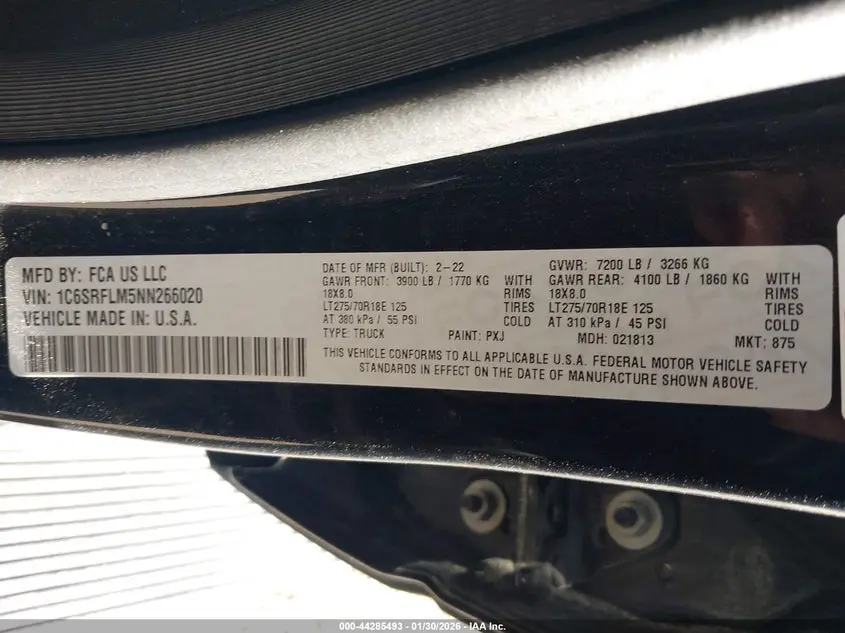 MFD BY: FCA US LLC
VIN: 1C6SRFLM5NN266020
VEHICLE MADE IN: U.S.A.
DATE OF MFR (BUILT): 2-22
GAWR FRONT: 3900 LB / 1770 KG WITH
18X8.0 RIMS
LT275/70R18E 125 TIRES
AT 380 kPa / 55 PSI COLD
TYPE: TRUCK PAINT: PXJ
GVWR: 7200 LB / 3266 KG
GAWR REAR: 4100 LB / 1860 KG WITH
18X8.0 RIMS
LT275/70R18E 125 TIRES
AT 310 kPa / 45 PSI COLD
MDH: 021813 MKT: 875
THIS VEHICLE CONFORMS TO ALL APPLICABLE U.S.A. FEDERAL MOTOR VEHICLE SAFETY
STANDARDS IN EFFECT ON THE DATE OF MANUFACTURE SHOWN ABOVE.
000-44285493 - 01/30/2026 - IAA Inc.